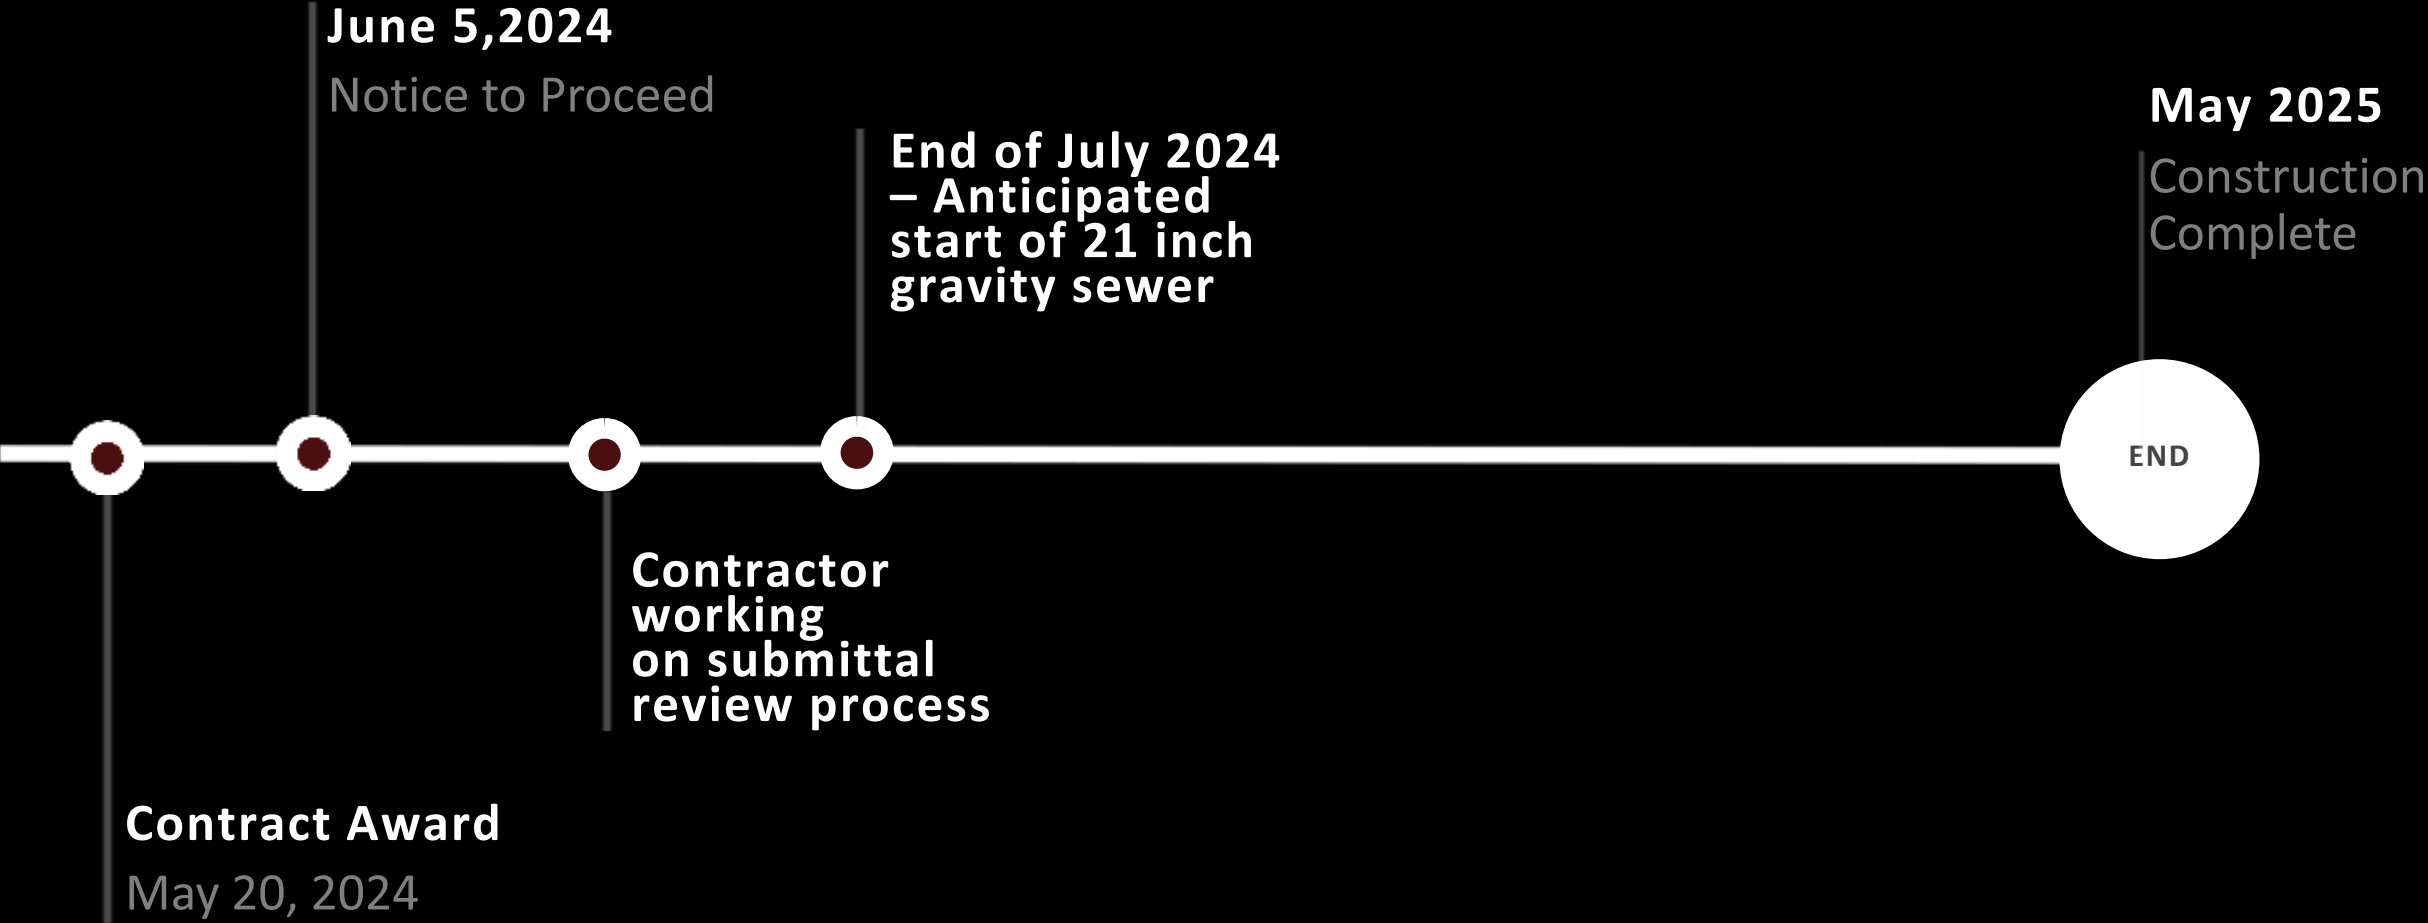 June 5,2024
Notice to Proceed
May 2025
Construction
Complete
End of July 2024
– Anticipated
start of 21 inch
gravity sewer
END
Contractor
working
on submittal
review process
Contract Award
May 20, 2024